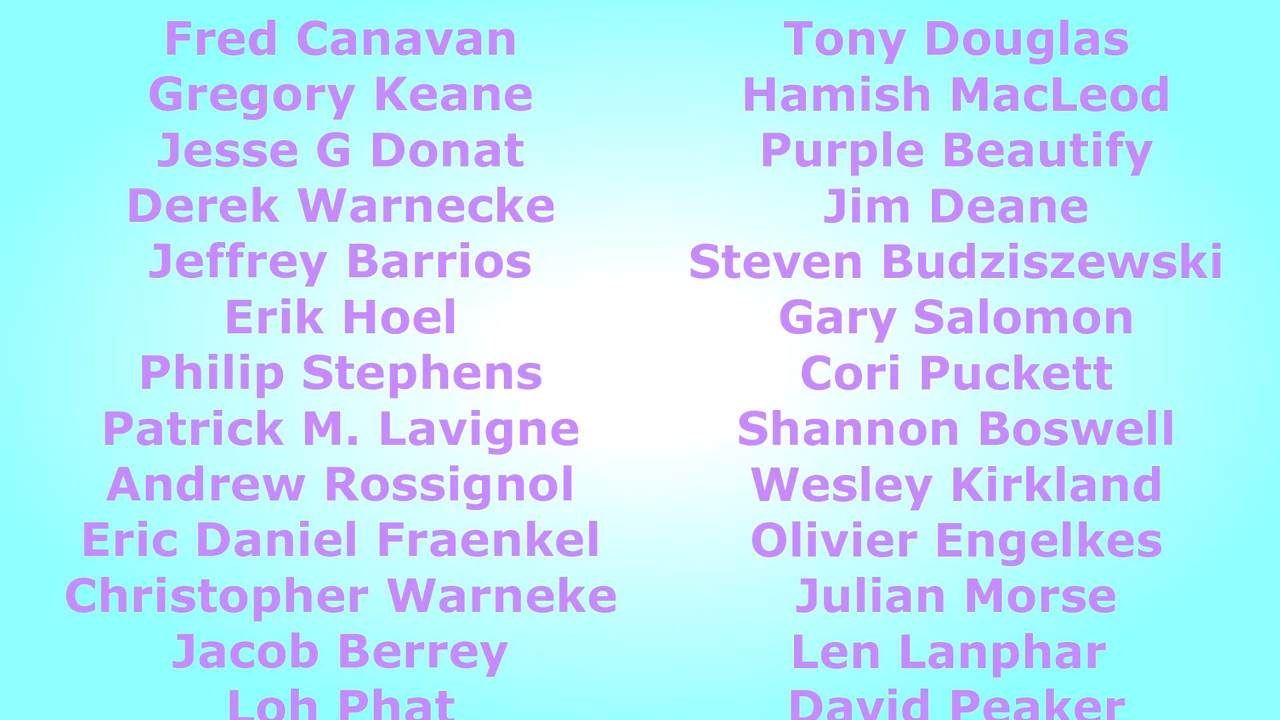 Fred Canavan
Gregory Keane
Jesse G Donat
Derek Warnecke
Jeffrey Barrios
Erik Hoel
Philip Stephens
Patrick M. Lavigne
Andrew Rossignol
Eric Daniel Fraenkel
Christopher Warneke
Jacob Berrey
Loh Phat
Tony Douglas
Hamish MacLeod
Purple Beautify
Jim Deane
Steven Budziszewski
Gary Salomon
Cori Puckett
Shannon Boswell
Wesley Kirkland
Olivier Engelkes
Julian Morse
Len Lanphar
David Peaker